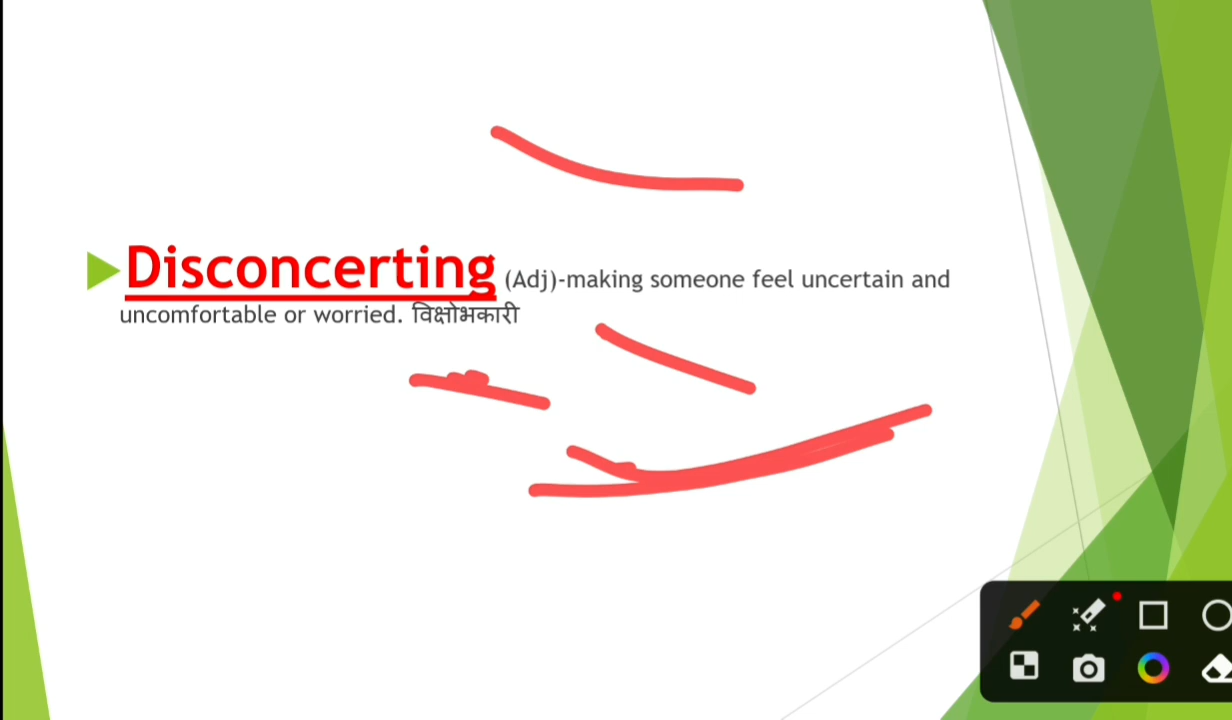 Disconcerting (Adj)-making someone feel uncertain and
uncomfortable or worried. विक्षोभकारी